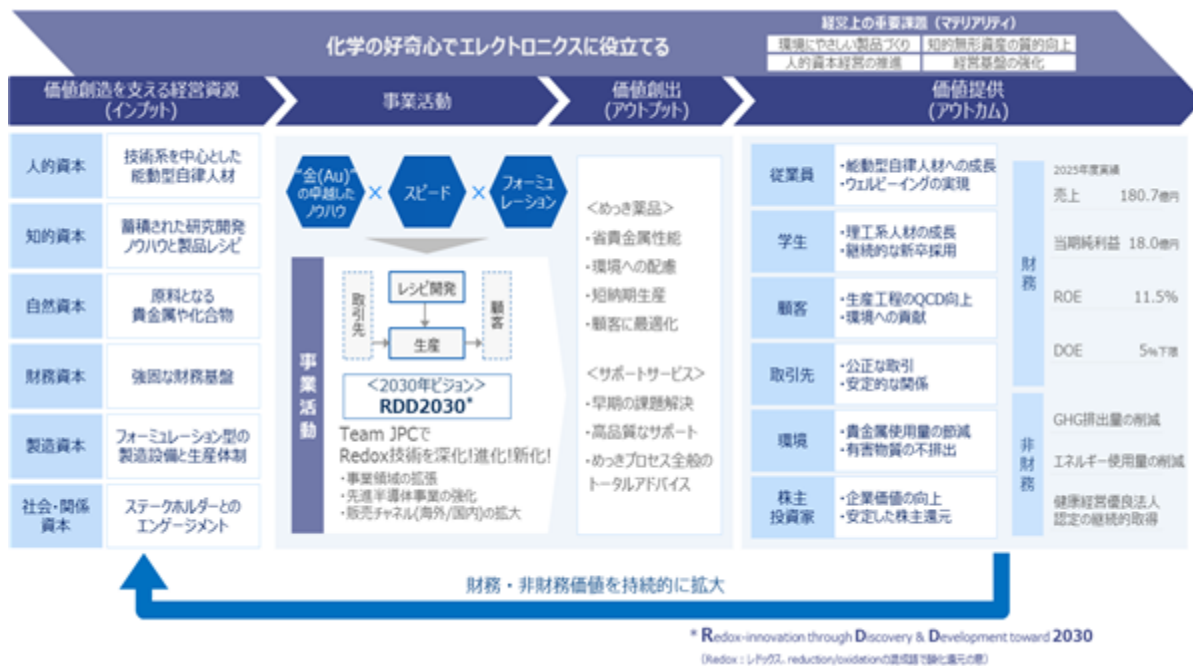 化学の好奇心でエレクトロニクスに役立てる
経営上の重要課題（マテリアリティ）
環境にやさしい製品づくり
知的無形資産の質的向上
人的資本経営の推進
経営基盤の強化
価値創造を支える経営資源
(インプット)
事業活動
価値創出
(アウトプット)
価値提供
(アウトカム)
人的資本
技術系を中心とした
能動型自律人材
知的資本
蓄積された研究開発
ノウハウと製品レシピ
自然資本
原料となる
貴金属や化合物
財務資本
強固な財務基盤
製造資本
フォーミュレーション型の
製造設備と生産体制
社会・関係
資本
ステークホルダーとの
エンゲージメント
"金(Au)"
の卓越した
ノウハウ
×
スピード
×
フォーミュ
レーション
事業活動
取引先
レシピ開発
生産
顧客
<2030年ビジョン>
RDD2030*
Team JPCで
Redox技術を深化!進化!新化!
・事業領域の拡張
・先進半導体事業の強化
・販売チャネル(海外/国内)の拡大
<めっき薬品>
・省貴金属性能
・環境への配慮
・短納期生産
・顧客に最適化
<サポートサービス>
・早期の課題解決
・高品質なサポート
・めっきプロセス全般の
トータルアドバイス
従業員
・能動型自律人材への成長
・ウェルビーイングの実現
学生
・理工系人材の成長
・継続的な新卒採用
顧客
・生産工程のQCD向上
・環境への貢献
取引先
・公正な取引
・安定的な関係
環境
・貴金属使用量の節減
・有害物質の不排出
株主
投資家
・企業価値の向上
・安定した株主還元
財務
2025年度実績
売上 180.7億円
当期純利益 18.0億円
ROE 11.5%
DOE 5%下限
非財務
GHG排出量の削減
エネルギー使用量の削減
健康経営優良法人
認定の継続的取得
財務・非財務価値を持続的に拡大
* Redox-innovation through Discovery & Development toward 2030
(Redox：レドックス、reduction/oxidationの造成語で酸化還元の意)